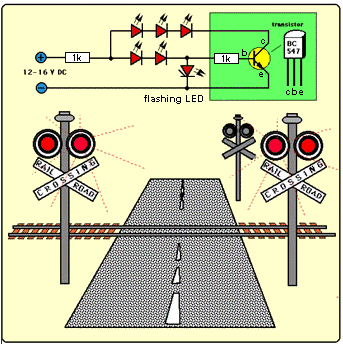 transistor
1k
12-16 V DC
c
b
1k
e
BC
547
c b e
flashing LED
RAIL
CROSSING
ROAD
RAIL
CROSSING
ROAD